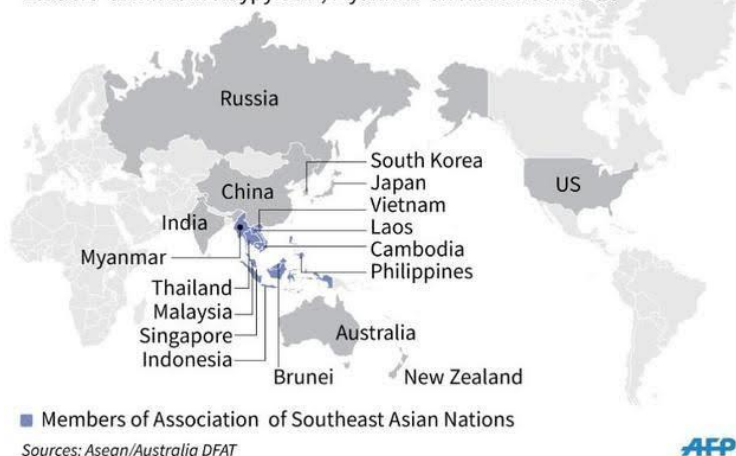 Russia
South Korea
China
Japan
US
Vietnam
India
Laos
Cambodia
Myanmar
Philippines
Thailand
Malaysia
Singapore
Australia
Indonesia
Brunei
New Zealand
Members of Association of Southeast Asian Nations
Sources: Asean/Australia DFAT
AFP